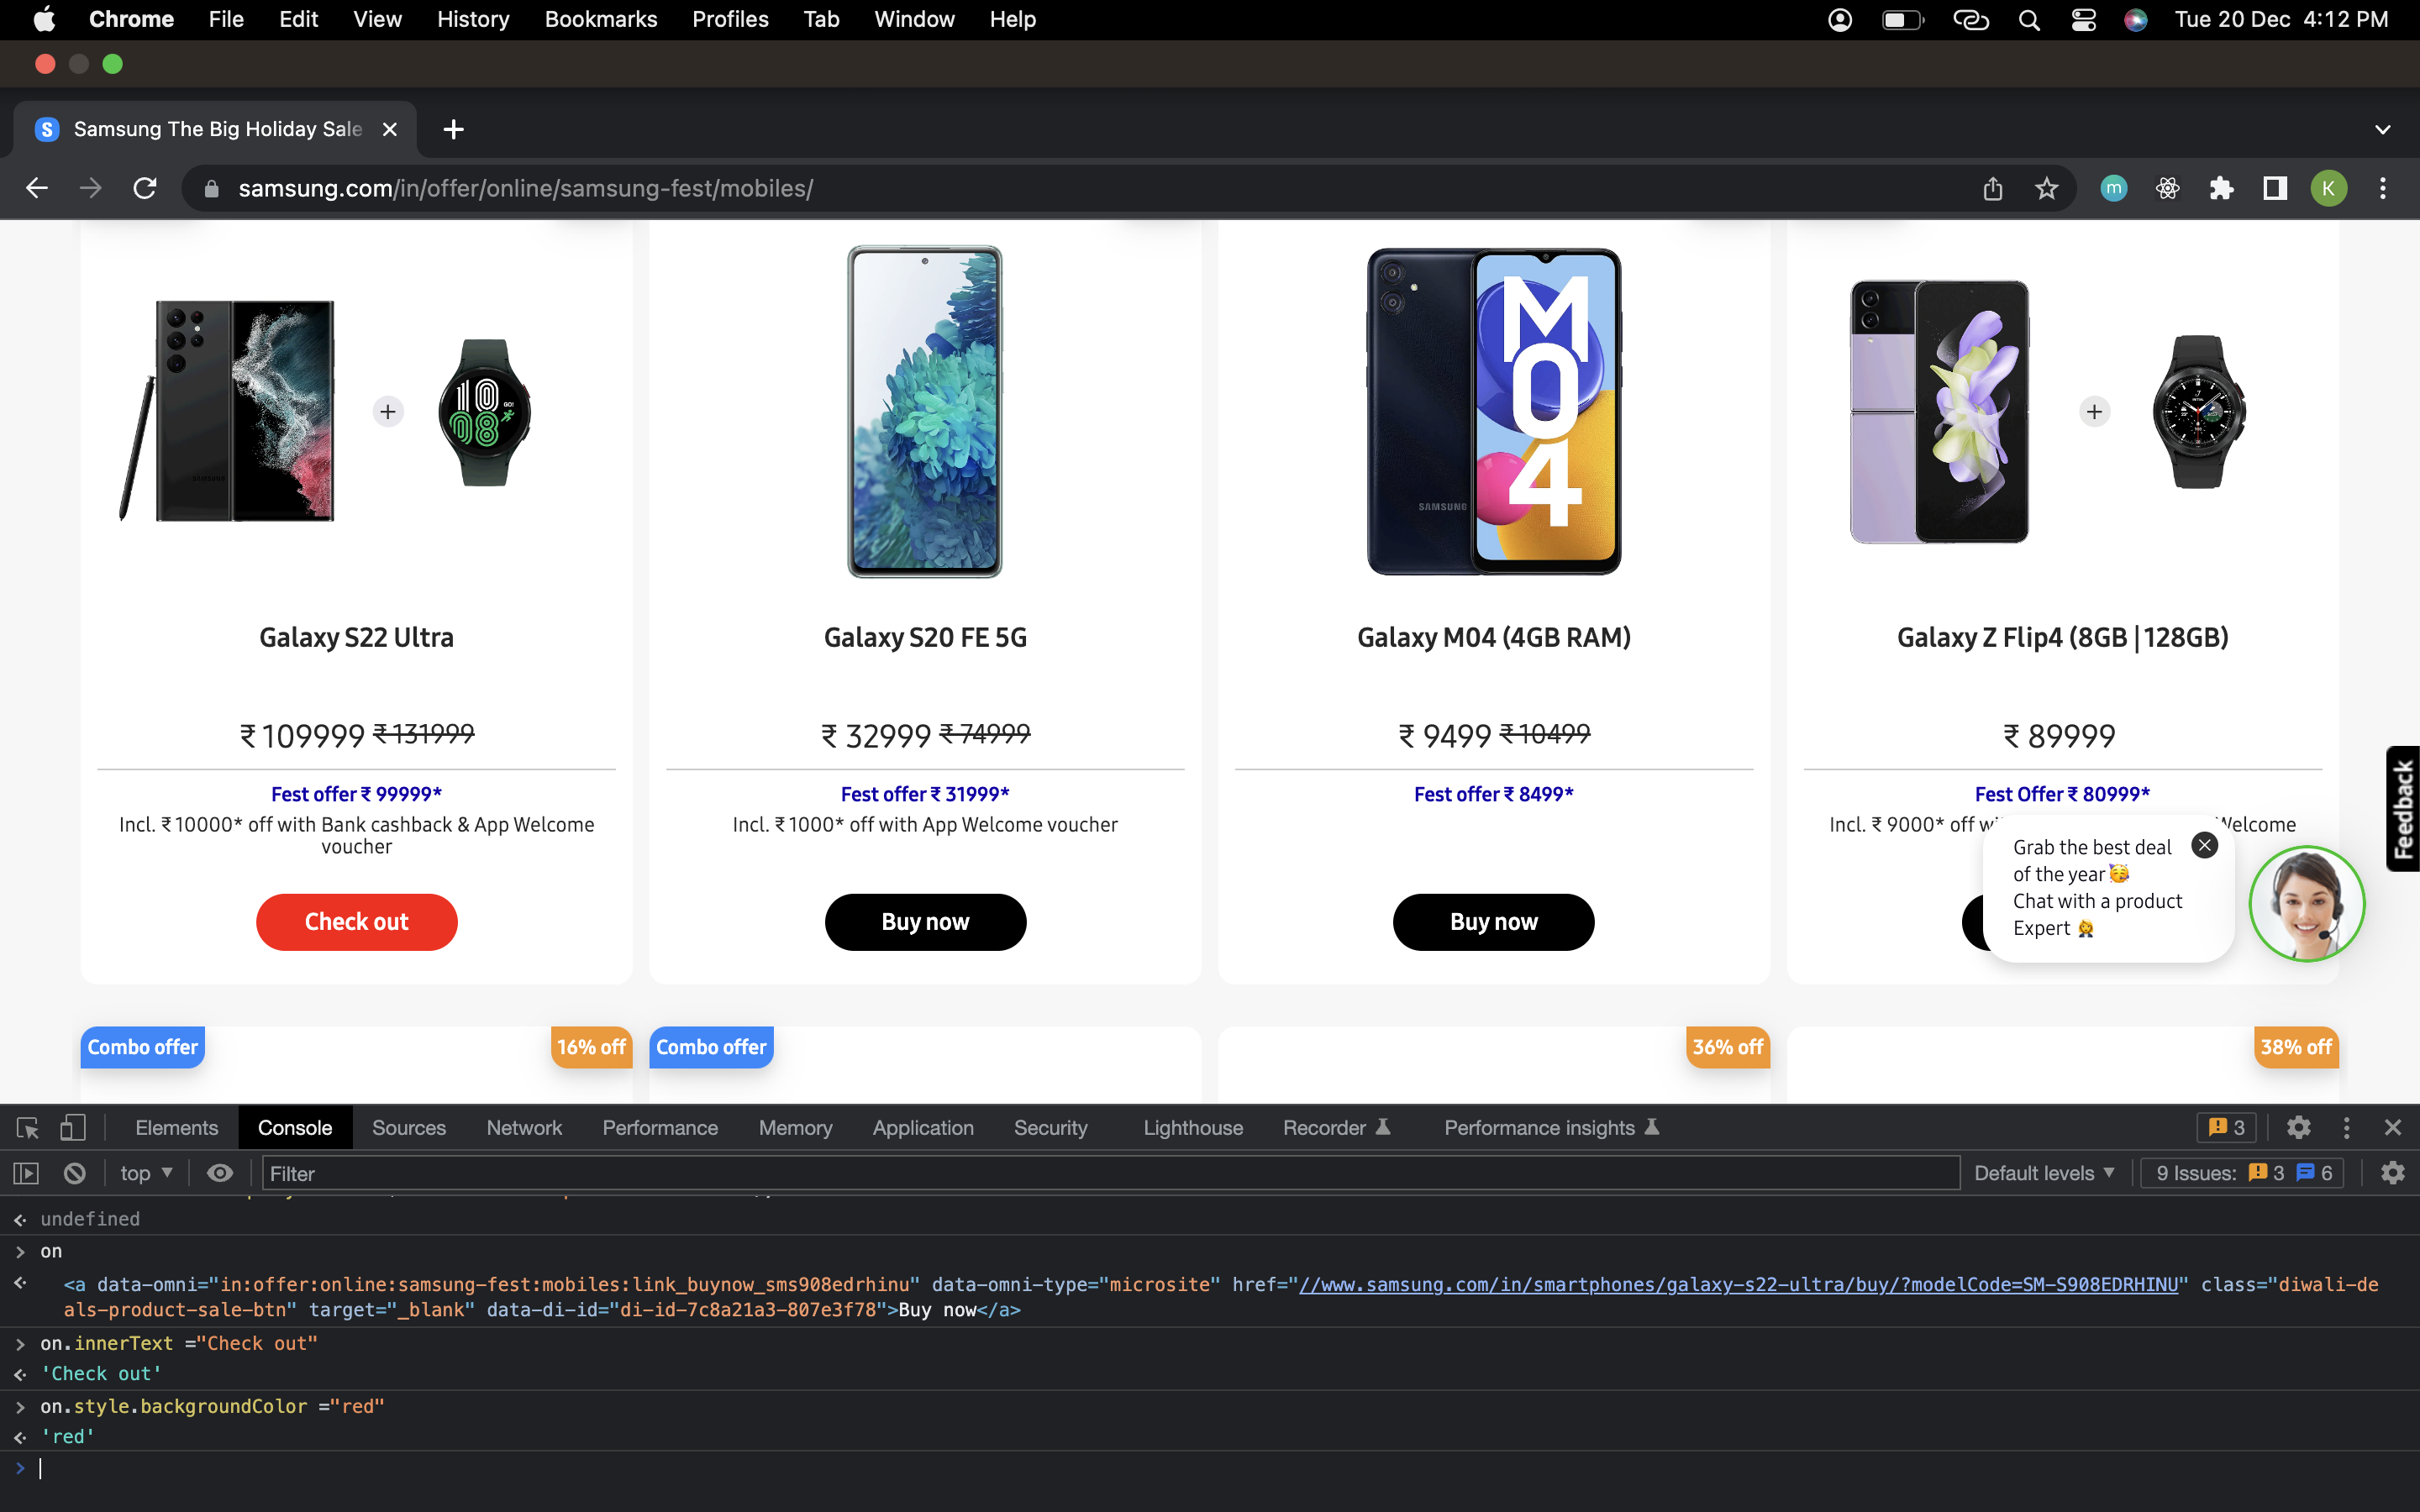 Chrome File Edit View History Bookmarks Profiles Tab Window Help Tue 20 Dec 4:12 PM
S Samsung The Big Holiday Sale
samsung.com/in/offer/online/samsung-fest/mobiles/ m K
M04
10 08 GO!
SAMSUNG
SAMSUNG
Galaxy S22 Ultra
₹ 109999 ₹ 131999
Fest offer ₹ 99999*
Incl. ₹ 10000* off with Bank cashback & App Welcome
voucher
Check out
Galaxy S20 FE 5G
₹ 32999 ₹ 74999
Fest offer ₹ 31999*
Incl. ₹ 1000* off with App Welcome voucher
Buy now
Galaxy M04 (4GB RAM)
₹ 9499 ₹ 10499
Fest offer ₹ 8499*
Buy now
Galaxy Z Flip4 (8GB | 128GB)
₹ 89999
Fest Offer ₹ 80999*
Incl. ₹ 9000* off Welcome
Grab the best deal
of the year 🥳
Chat with a product
Expert 🤵
Feedback
Combo offer 16% off Combo offer 36% off 38% off
Elements Console Sources Network Performance Memory Application Security Lighthouse Recorder Performance insights 3
top ▼ Filter Default levels ▼ 9 Issues: 3 6
undefined
on
<a data-omni="in:offer:online:samsung-fest:mobiles:link_buynow_sms908edrhinu" data-omni-type="microsite" href="//www.samsung.com/in/smartphones/galaxy-s22-ultra/buy/?modelCode=SM-S908EDRHINU" class="diwali-de
als-product-sale-btn" target="_blank" data-di-id="di-id-7c8a21a3-807e3f78">Buy now</a>
on.innerText ="Check out"
'Check out'
on.style.backgroundColor ="red"
'red'